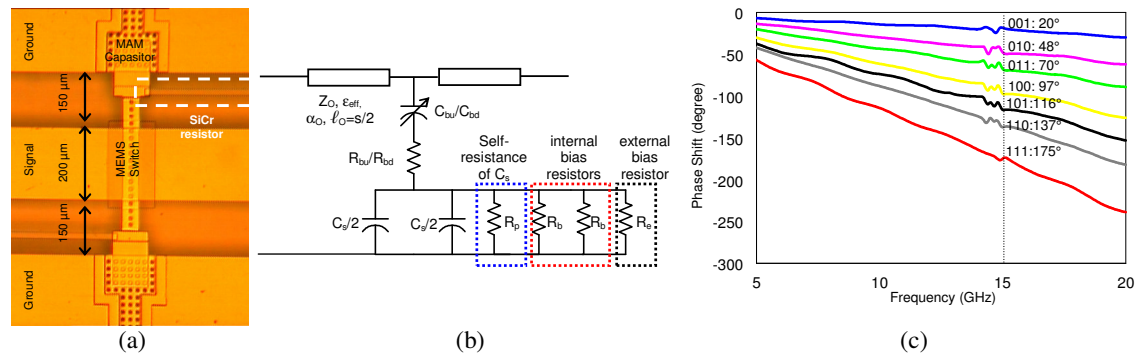 Ground
MAM
Capasitor
150 μm
SiCr
resistor
Signal
200 μm
MEMS
Switch
150 μm
Ground
(a)
Z_O, ε_eff,
α_O, ℓ_O=s/2
C_bu/C_bd
R_bu/R_bd
Self-
resistance
of C_s
internal
bias
resistors
external
bias
resistor
C_s/2
C_s/2
R_p
R_b
R_b
R_e
(b)
Phase Shift (degree)
0
-50
-100
-150
-200
-250
-300
001: 20°
010: 48°
011: 70°
100: 97°
101:116°
110:137°
111:175°
5
10
15
20
Frequency (GHz)
(c)